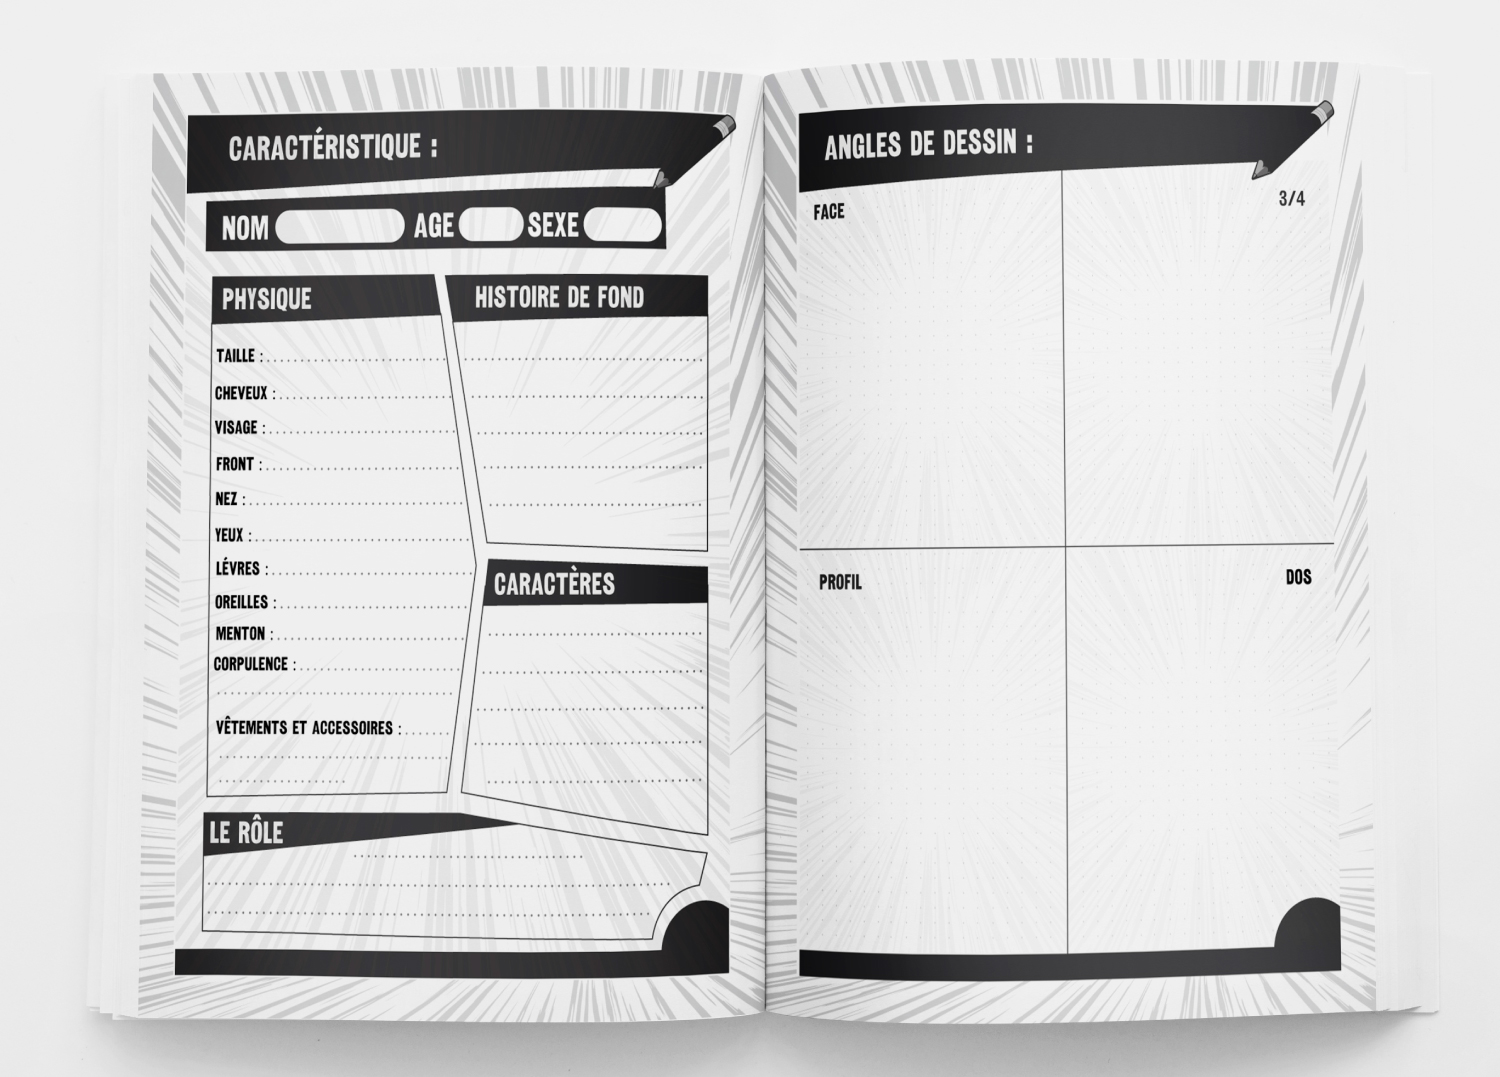 CARACTÉRISTIQUE :
NOM AGE SEXE
PHYSIQUE
TAILLE :
CHEVEUX :
VISAGE :
FRONT :
NEZ :
YEUX :
LÉVRES :
OREILLES :
MENTON :
CORPULENCE :
VÊTEMENTS ET ACCESSOIRES :
HISTOIRE DE FOND
CARACTÈRES
LE RÔLE
ANGLES DE DESSIN :
FACE
3/4
PROFIL
DOS